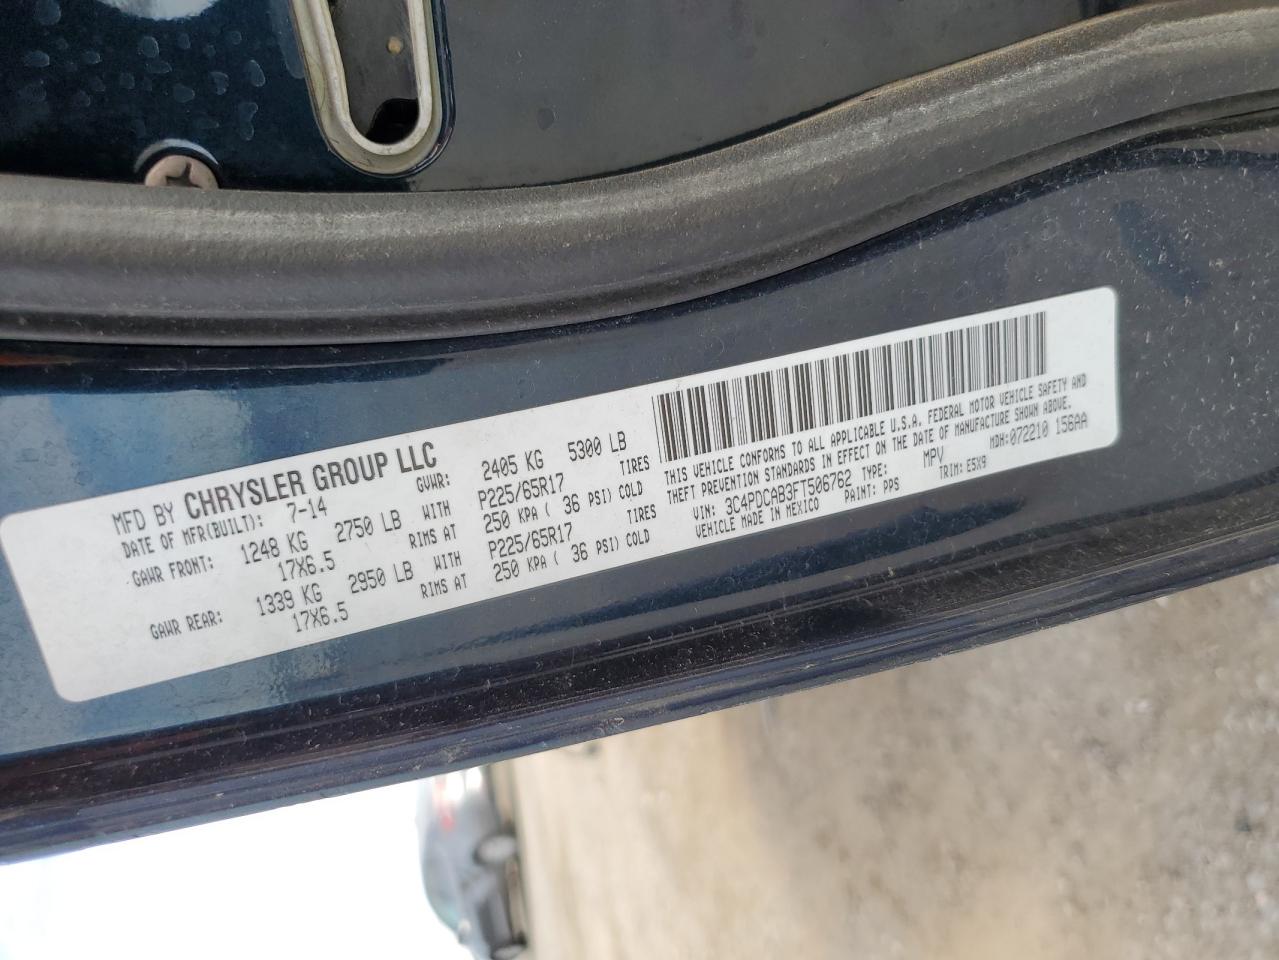 MFD BY CHRYSLER GROUP LLC
DATE OF MFR(BUILT): 7-14 GVWR: 2405 KG 5300 LB
GAWR FRONT: 1248 KG 2750 LB WITH P225/65R17 TIRES
17X6.5 RIMS AT 250 KPA ( 36 PSI) COLD
GAWR REAR: 1339 KG 2950 LB WITH P225/65R17 TIRES
17X6.5 RIMS AT 250 KPA ( 36 PSI) COLD
THIS VEHICLE CONFORMS TO ALL APPLICABLE U.S.A. FEDERAL MOTOR VEHICLE SAFETY AND
THEFT PREVENTION STANDARDS IN EFFECT ON THE DATE OF MANUFACTURE SHOWN ABOVE.
MDH: 072210 156AA
VIN: 3C4PDCAB3FT506762 TYPE: MPV
VEHICLE MADE IN MEXICO PAINT: PPS TRIM: E5X9